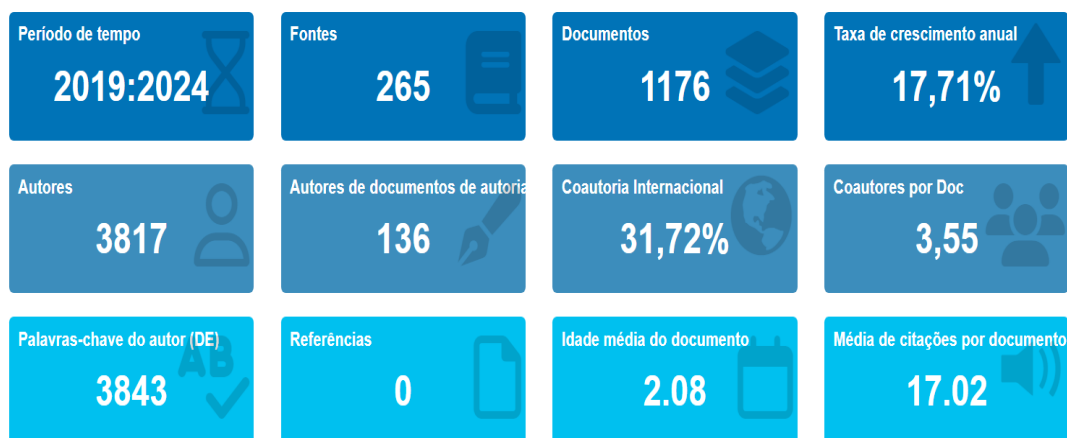 Período de tempo
2019:2024
Fontes
265
Documentos
1176
Taxa de crescimento anual
17,71%
Autores
3817
Autores de documentos de autoria
136
Coautoria Internacional
31,72%
Coautores por Doc
3,55
Palavras-chave do autor (DE)
3843
Referências
0
Idade média do documento
2.08
Média de citações por documento
17.02